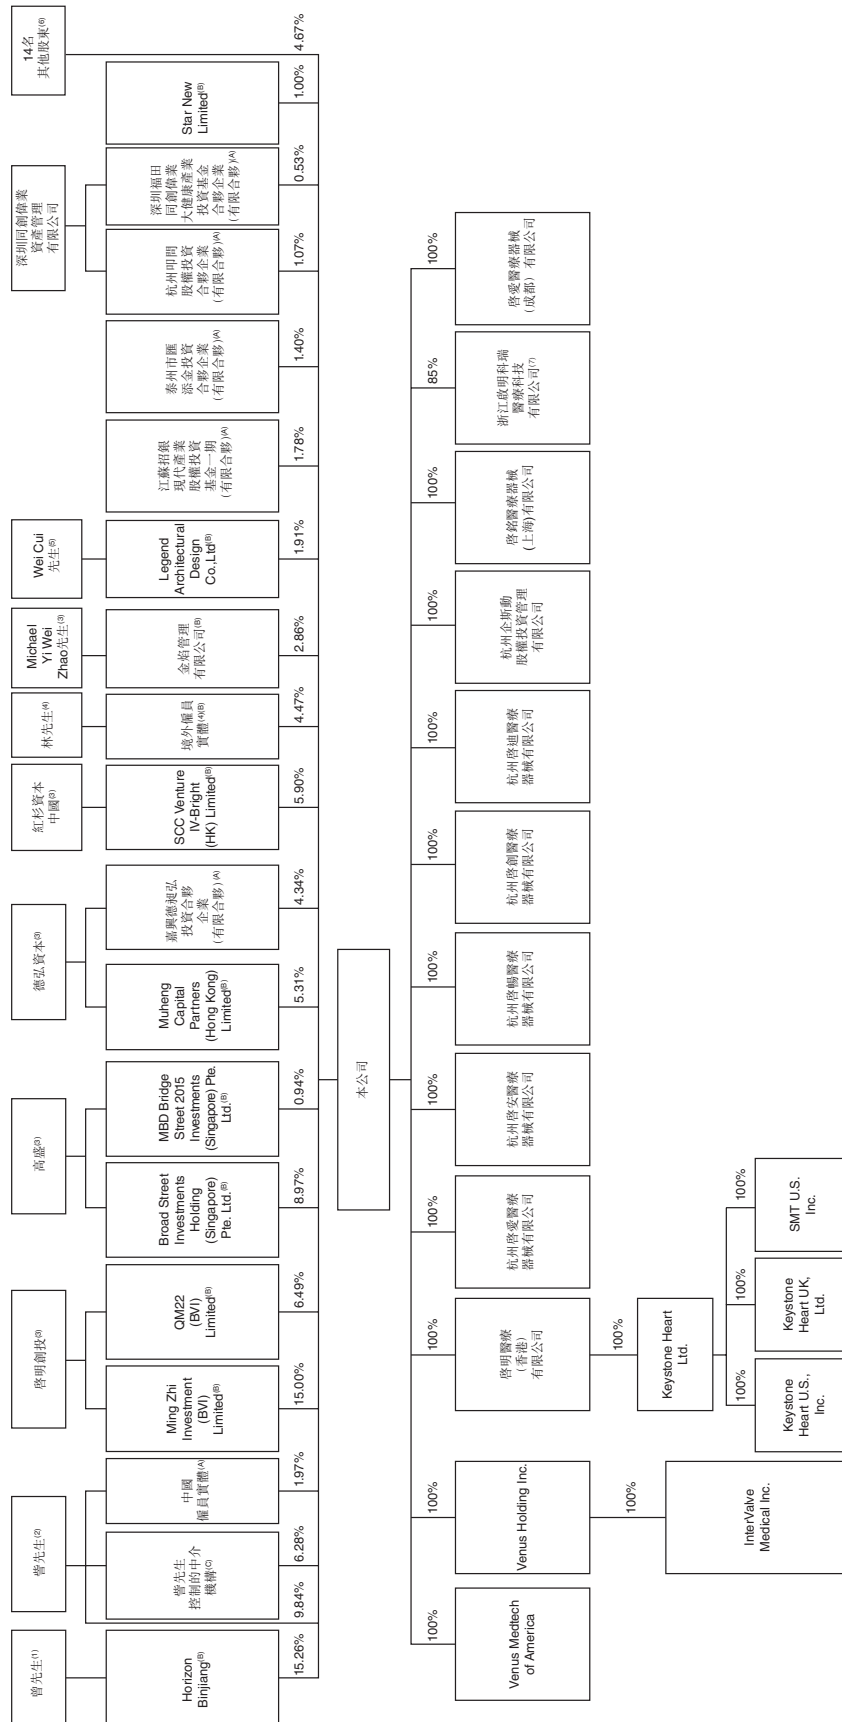 曾先生⁽¹⁾
訾先生⁽²⁾
啓明創投⁽³⁾
高盛⁽³⁾
德弘資本⁽³⁾
紅杉資本
中國⁽³⁾
林先生⁽⁴⁾
Michael
Yi Wei
Zhao先生⁽³⁾
Wei Cui
先生⁽⁵⁾
深圳同創偉業
資產管理
有限公司
14名
其他股東⁽⁶⁾
Horizon
Binjiang⁽ᴮ⁾
訾先生
控制的中介
機構⁽ᶜ⁾
中國
僱員實體⁽ᴬ⁾
Ming Zhi
Investment
(BVI)
Limited⁽ᴮ⁾
QM22
(BVI)
Limited⁽ᴮ⁾
Broad Street
Investments
Holding
(Singapore)
Pte. Ltd.⁽ᴮ⁾
MBD Bridge
Street 2015
Investments
(Singapore) Pte.
Ltd.⁽ᴮ⁾
Muheng
Capital
Partners
(Hong Kong)
Limited⁽ᴮ⁾
嘉興德昶弘
投資合夥
企業
(有限合夥)⁽ᴬ⁾
SCC Venture
IV-Bright
(HK) Limited⁽ᴮ⁾
境外僱員
實體⁽⁴⁾⁽ᴮ⁾
金焰管理
有限公司⁽ᴮ⁾
Legend
Architectural
Design
Co.,Ltd⁽ᴮ⁾
江蘇招銀
現代產業
股權投資
基金一期
(有限合夥)⁽ᴬ⁾
泰州市匯
添金投資
合夥企業
(有限合夥)⁽ᴬ⁾
杭州叩問
股權投資
合夥企業
(有限合夥)⁽ᴬ⁾
深圳福田
同創偉業
大健康產業
投資基金
合夥企業
(有限合夥)⁽ᴬ⁾
Star New
Limited⁽ᴮ⁾
15.26%
9.84%
6.28%
1.97%
15.00%
6.49%
8.97%
0.94%
5.31%
4.34%
5.90%
4.47%
2.86%
1.91%
1.78%
1.40%
1.07%
0.53%
1.00%
4.67%
本公司
100%
100%
100%
100%
100%
100%
100%
100%
100%
100%
85%
100%
Venus Medtech
of America
Venus Holding Inc.
啓明醫療
（香港）
有限公司
杭州啓愛醫療
器械有限公司
杭州啓安醫療
器械有限公司
杭州啓暢醫療
器械有限公司
杭州啓創醫療
器械有限公司
杭州啓迪醫療
器械有限公司
杭州企斯動
股權投資管理
有限公司
啓銘醫療器械
(上海)有限公司
浙江啟明科瑞
醫療科技
有限公司⁽⁷⁾
啓愛醫療器械
(成都）有限公司
100%
100%
InterValve
Medical Inc.
Keystone Heart
Ltd.
100%
100%
100%
Keystone
Heart U.S.,
Inc.
Keystone
Heart UK,
Ltd.
SMT U.S.
Inc.